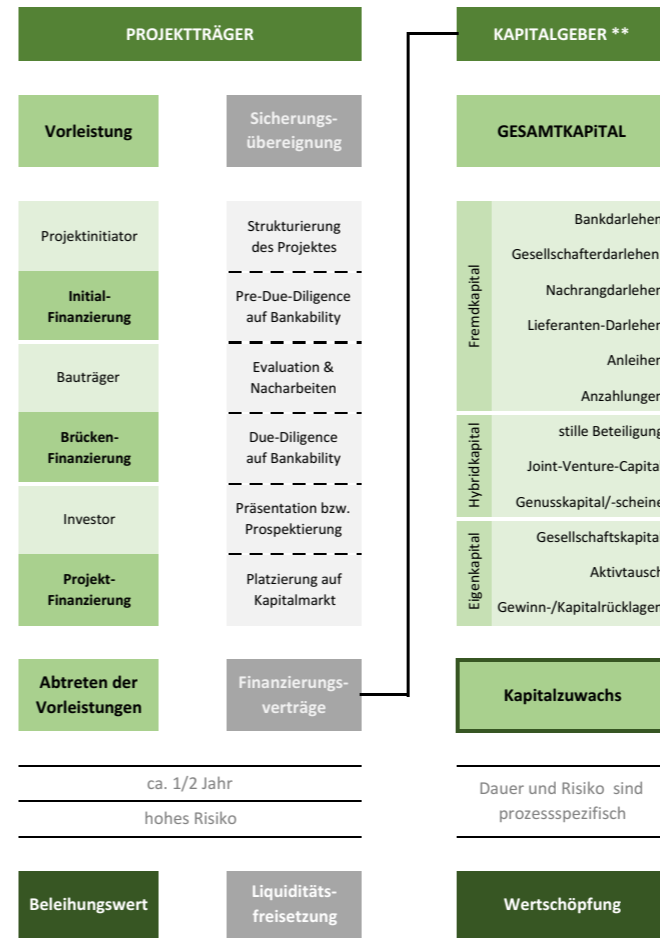 PROJEKTTRÄGER
KAPITALGEBER **
Vorleistung
Sicherungs-
übereignung
GESAMTKAPiTAL
Projektinitiator
Initial-
Finanzierung
Bauträger
Brücken-
Finanzierung
Investor
Projekt-
Finanzierung
Strukturierung
des Projektes
Pre-Due-Diligence
auf Bankability
Evaluation &
Nacharbeiten
Due-Diligence
auf Bankability
Präsentation bzw.
Prospektierung
Platzierung auf
Kapitalmarkt
Fremdkapital
Bankdarlehen
Gesellschafterdarlehen
Nachrangdarlehen
Lieferanten-Darlehen
Anleihen
Anzahlungen
Hybridkapital
stille Beteiligung
Joint-Venture-Capital
Genusskapital/-scheine
Eigenkapital
Gesellschaftskapital
Aktivtausch
Gewinn-/Kapitalrücklagen
Abtreten der
Vorleistungen
Finanzierungs-
verträge
Kapitalzuwachs
ca. 1/2 Jahr
hohes Risiko
Dauer und Risiko sind
prozessspezifisch
Beleihungswert
Liquiditäts-
freisetzung
Wertschöpfung